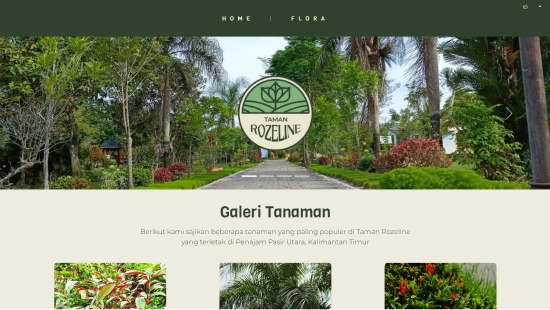 ID
HOME
FLORA
TAMAN
ROZELINE
Galeri Tanaman
Berikut kami sajikan beberapa tanaman yang paling populer di Taman Rozeline
yang terletak di Penajam Pasir Utara, Kalimantan Timur